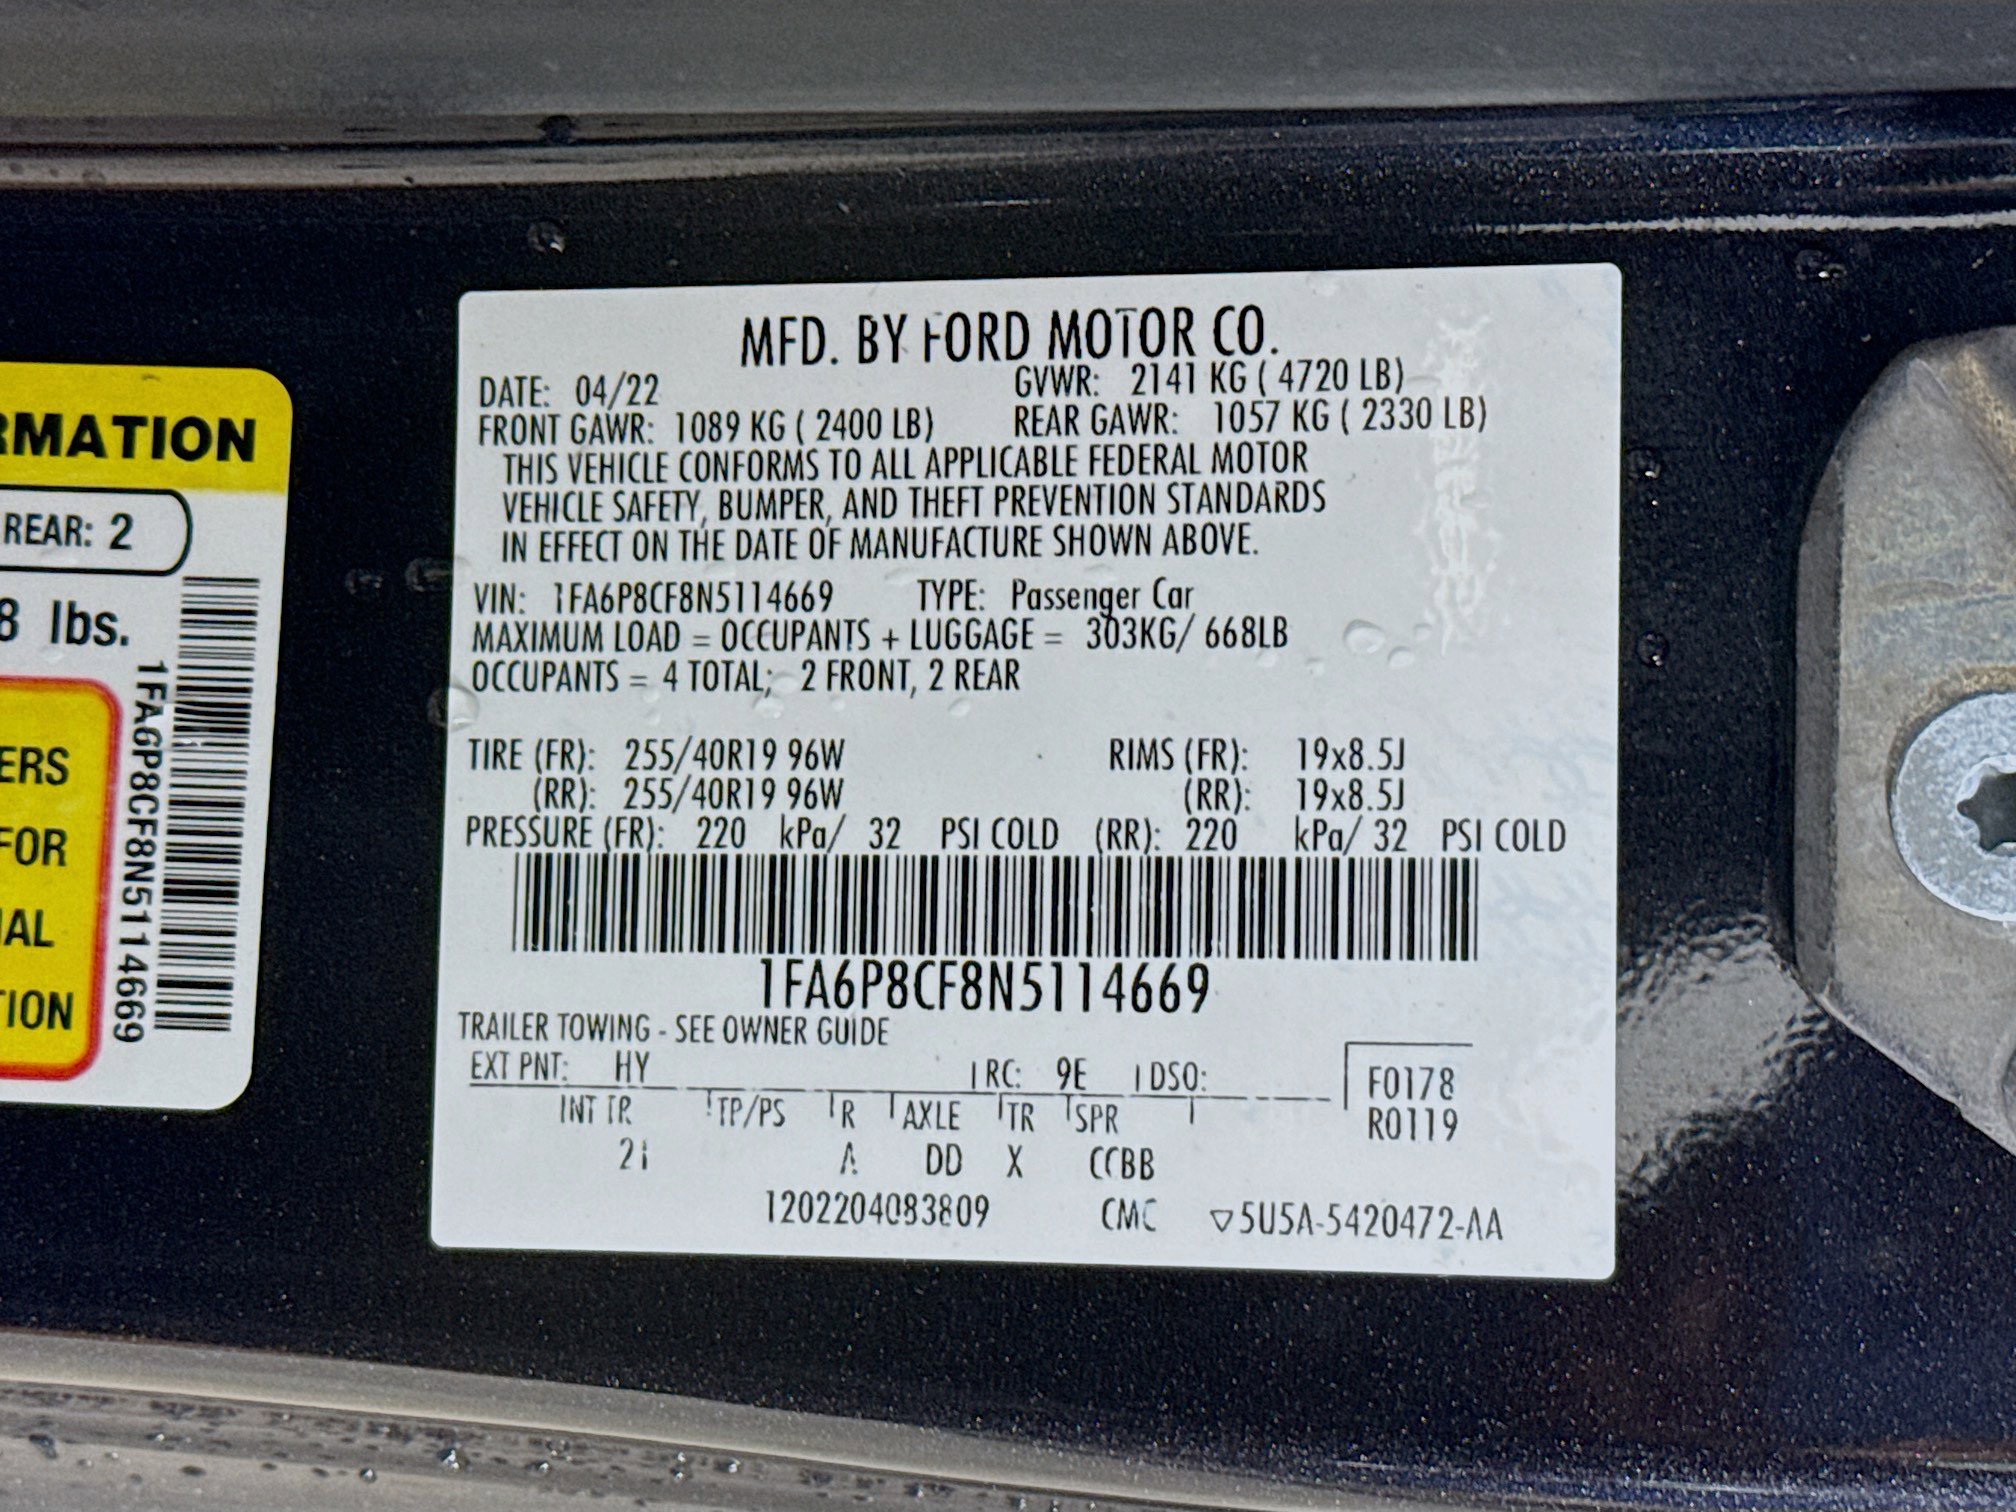 RMATION
REAR: 2
8 lbs.
ERS
FOR
IAL
TION
1FA6P8CF8N5114669
MFD. BY FORD MOTOR CO.
DATE: 04/22 GVWR: 2141 KG ( 4720 LB)
FRONT GAWR: 1089 KG ( 2400 LB) REAR GAWR: 1057 KG ( 2330 LB)
THIS VEHICLE CONFORMS TO ALL APPLICABLE FEDERAL MOTOR
VEHICLE SAFETY, BUMPER, AND THEFT PREVENTION STANDARDS
IN EFFECT ON THE DATE OF MANUFACTURE SHOWN ABOVE.
VIN: 1FA6P8CF8N5114669 TYPE: Passenger Car
MAXIMUM LOAD = OCCUPANTS + LUGGAGE = 303KG/ 668LB
OCCUPANTS = 4 TOTAL; 2 FRONT, 2 REAR
TIRE (FR): 255/40R19 96W RIMS (FR): 19x8.5J
(RR): 255/40R19 96W (RR): 19x8.5J
PRESSURE (FR): 220 kPa/ 32 PSI COLD (RR): 220 kPa/ 32 PSI COLD
1FA6P8CF8N5114669
TRAILER TOWING - SEE OWNER GUIDE
EXT PNT: HY RC: 9E DSO: F0178
INT TR TP/PS R AXLE TR SPR R0119
A DD X CCBB
1202204083809 CMC ▽5U5A-5420472-AA